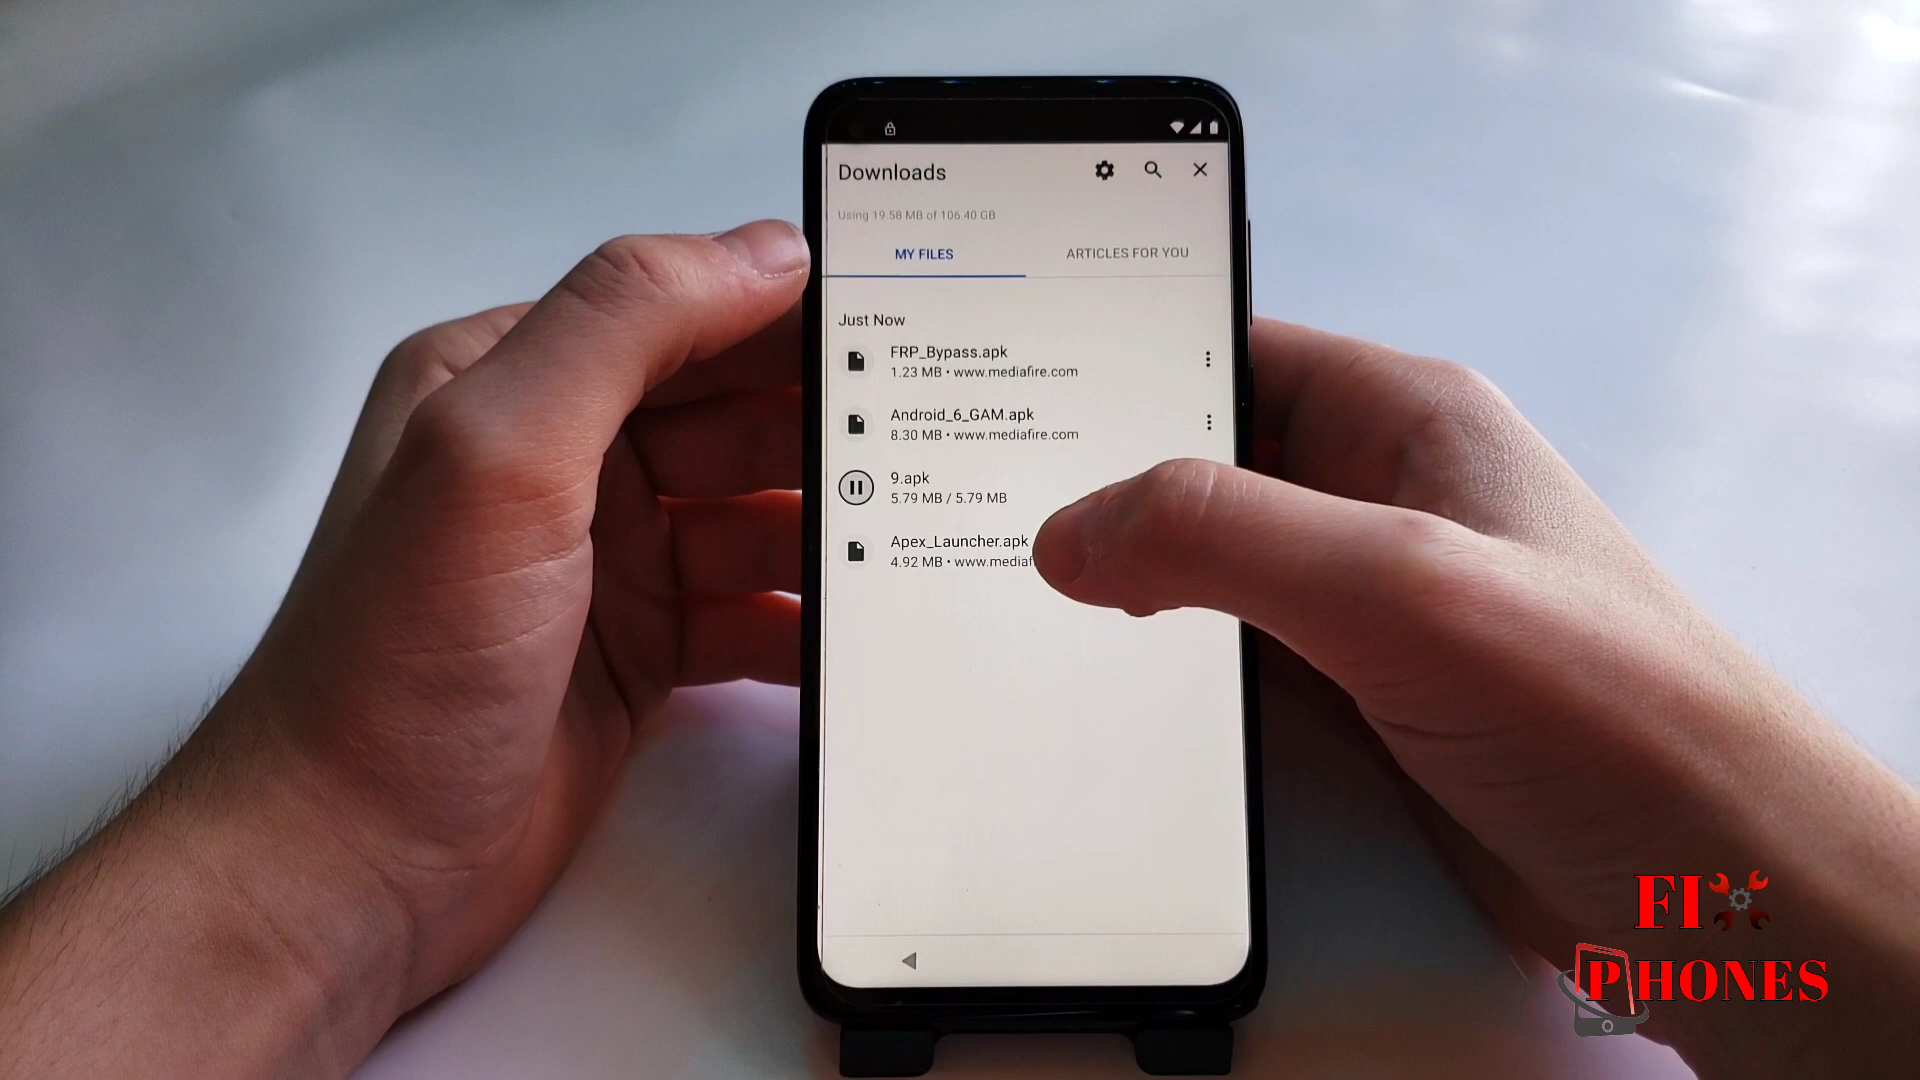 Downloads
Using 19.58 MB of 106.40 GB
MY FILES
ARTICLES FOR YOU
Just Now
FRP_Bypass.apk
1.23 MB • www.mediafire.com
Android_6_GAM.apk
8.30 MB • www.mediafire.com
9.apk
5.79 MB / 5.79 MB
Apex_Launcher.apk
4.92 MB • www.mediaf
FIX
PHONES